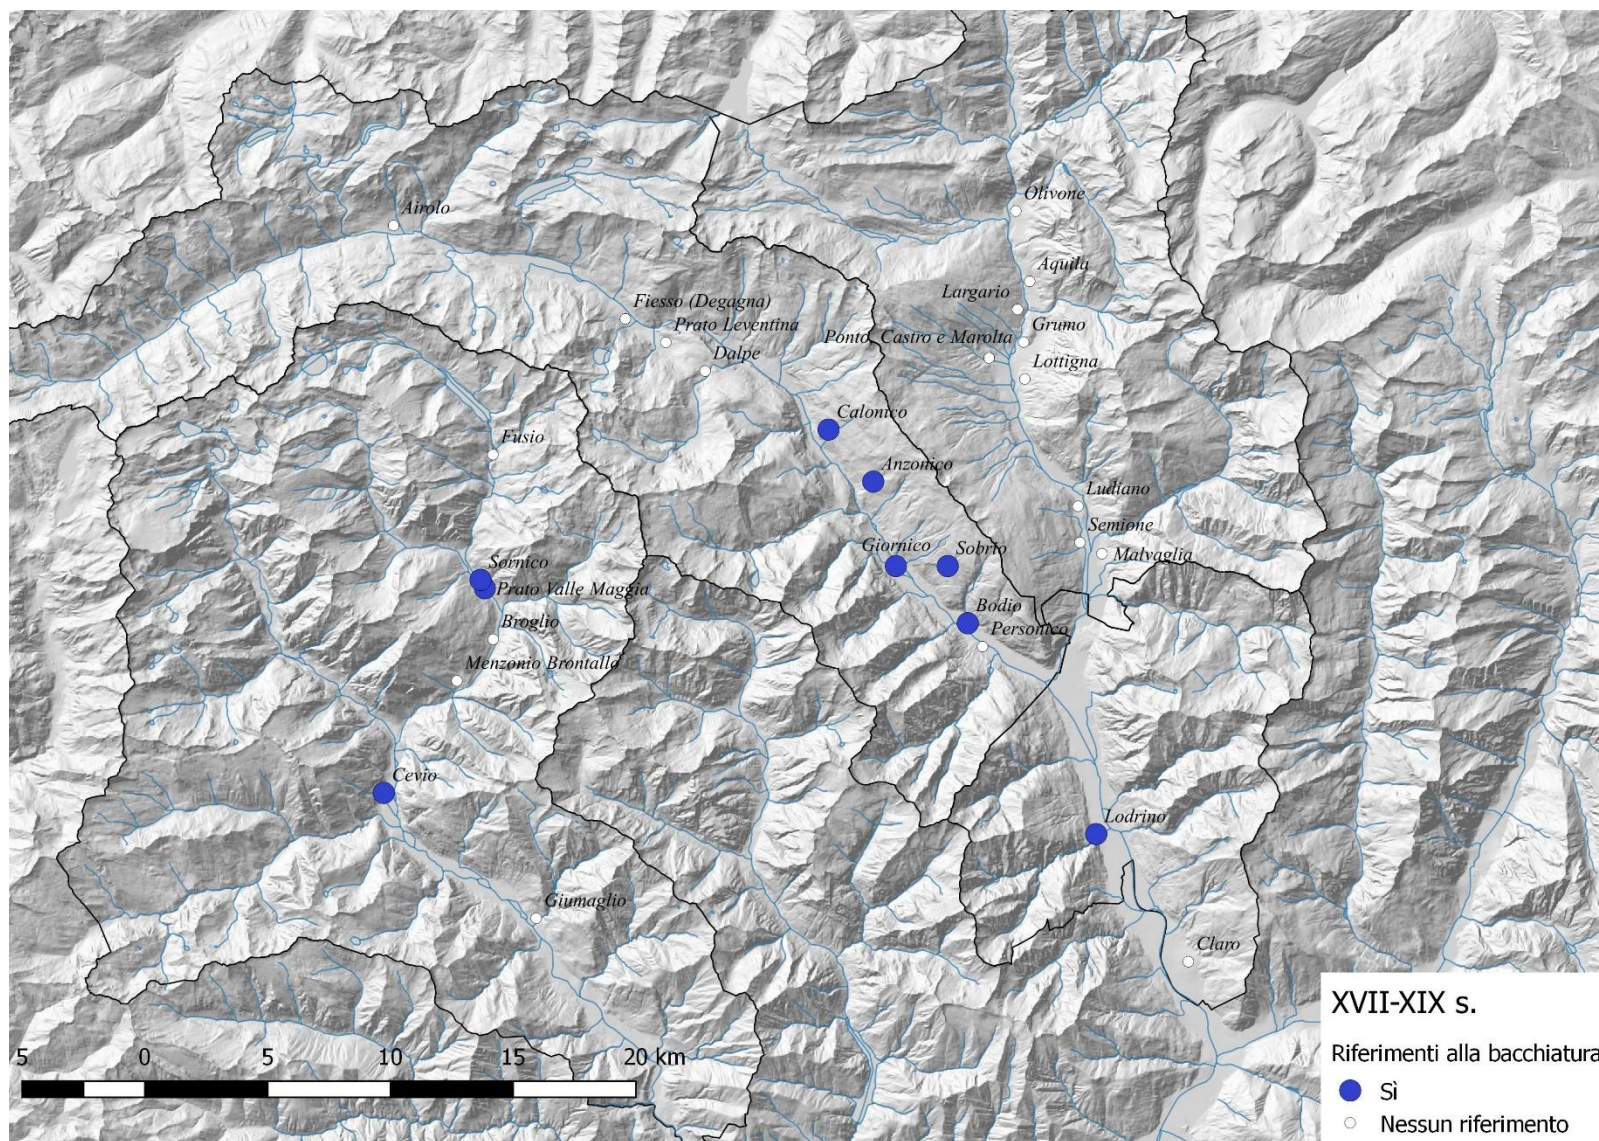 Olivone
Airolo
Aquila
Largario
Fiesso (Degagna)
Prato Leventina
Grumo
Ponto, Castro e Marolta
Dalpe
Lottigna
Calonico
Fusio
Anzonico
Ludiano
Semione
Giornico
Sobrio
Malvaglia
Sornico
Prato Valle Maggia
Bodio
Broglio
Personico
Menzonio Brontallo
Cevio
Lodrino
Giumaglio
Claro
5 0 5 10 15 20 km
XVII-XIX s.
Riferimenti alla bacchiatura
Sì
Nessun riferimento